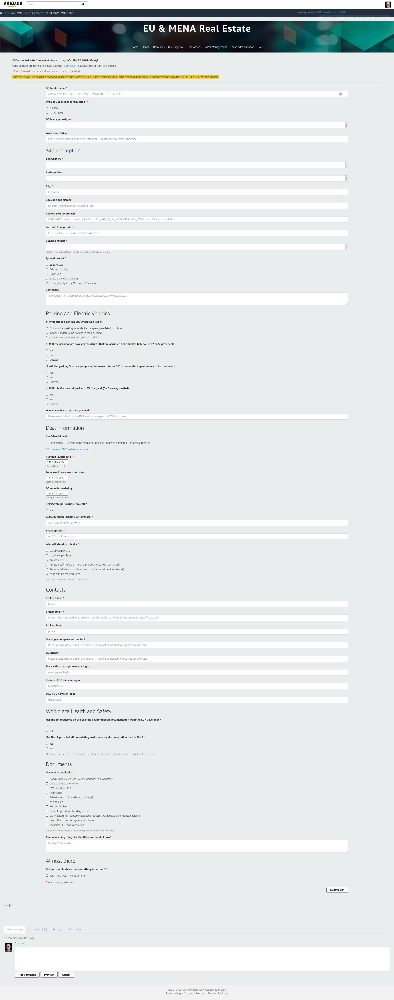 amazon
Search
/ EU-Real-Estate / Due Diligence / Due Diligence Intake Form
Primary Owner EU-RE-Due-Diligence (LDAP)
EU & MENA Real Estate
Home Team Resources Due Diligence Transactions Asset Management Lease Administration FAQ
Fields marked with * are mandatory - Last update : Dec 20 2020 - Fabri@
Once all fields are complete, please click the "Submit SIM" button at the bottom of the page.
Note : Please do not attach documents to the wiki page ! :-)
Once the Intake SIM has been reviewed, validated and processed, Due Diligence managers will send a confirmation email, including WorkDocs folder & SHIELD link, to TMs and brokers.
DD Intake name *
example of title : DBXC3 - DE - AMZL - 2finger DS - BTS - Full DD
Type of Due diligence requested : *
Full DD
Quick Check
DD Manager assigned : *
WorksDoc folder:
Leave blank if there is no folder created yet - DD manager will create the folder
Site description
Site Country *
Business Line *
City: *
City name
Site code and Name: *
Ex: DZM1_Middlesbrough_Dynamo Park
Related SHIELD project:
POR SHIELD project created by PMOs. ex. 21_AMZ_EU_UK_MIDDLESBROUGH_DZM1 - Helpful if you can find it
Latitude / Longitude: *
In decimal format. Ex: 43.567861, 1.421111
Building format *
Please rech out to DD team to add more standard building formats
Type of project *
Built to Suit
Existing building
Expansion
Speculative new building
Other (specify in the "Comments" section)
Comments
Additional information about the site. Historical use, know issues etc...
Parking and Electric Vehicles
a) If the site is a parking lot, which type is it ?:
Outdoor flat parking lot or decked car-park (ventilated structure)
Indoor / underground parking (closed building)
Combination of indoor and outdoor parking
b) Will the parking Site have any structures that are occupied full time (ex: Gatehouse w/ 24/7 presence)?
Yes
No
Unclear
c) Will the parking Site be equipped w/ a carwash station? (Environmental impact survey to be conducted)
Yes
No
Unclear
d) Will this site be equipped with EV chargers? (DNO survey needed)
Yes
No
Unclear
How many EV chargers are planned ?
Please collect data from AMZL Launch managers or WW Design team
Deal information
Confidential deal ?
Confidential - DD consultant should not disclose Amazon's name to LL or local authorities
Click here for DD Timeline information
Planned launch date : *
mm / dd / yyyy
Planned Launch date
Forecasted lease execution date : *
mm / dd / yyyy
Lease signature date
DD reports needed by : *
mm / dd / yyyy
DD report need-by date
SPP (Strategic Purchase Project) ?
Yes
Lease duration (months) or Purchase: *
ex: 120 months or Purchase
Break option(s):
ex: 36 and 72 months
Who will develop this site *
LL/Developer BTS
LL/Developer Refurb
Amazon BTS
Amazon Self-Refurb or Tenant Improvements (with earthwork)
Amazon Self-Refurb or Tenant Improvements (without earthwork)
As-is with no modifications
Please add Developer's name in Comments
Contacts
Broker Name: *
Name
Broker email: *
e-mail - This is needed to be able to share the Workdocs folder w/ the broker, for later file upload
Broker phone:
phone
Developer company and contact:
Please provide name, e-mail and phone. This might be needed to organize on-site visits
LL contact:
Please provide name, e-mail and phone. This might be needed to organize on-site visits
Transaction manager name or login:
speedygonzales@
Business POC name or login:
bugsbunny@
D&C POC name or login:
daffyduck@
Workplace Health and Safety
Has the TM requested all pre-existing environmental documentation from the LL / Developer ? *
Yes
No
Has the LL provided all pre-existing environmental documentation for the Site ? *
Yes
No
All documents associated with environmental DDs or any planning studies that included environmental assessment
Documents
Documents available :
Google maps screenshot w/ site boundaries (Mandatory)
DWG of the plot (or PDF)
DWG testfit (or PDF)
Traffic data
Asbestos report (for existing buildings)
Zoning plan
Existing DD files
Current operation / building permit
DE >> Excerpt of "contaminated land register" (Auszug aus dem Altlastenkataster)
Latest fire protection system certificate
Technical M&E documentation
Please attach documents in the next step, when creating the SIM ticket
Comments : Anything else the DD team should know?
Ex: link to data room...
Almost there !
Did you double check that everything is correct ? *
Yes, I have ! Get me out of here !
* Indicates required field
Submit SIM
Tags: [+]
Comments (0) Attachments (0) History Information
No comments for this page
fabri says:
Add comment Preview Cancel
Wiki is run by the Knowledge Tech: Collaboration team
Report a Bug • Suggest a Feature • Send us Feedback